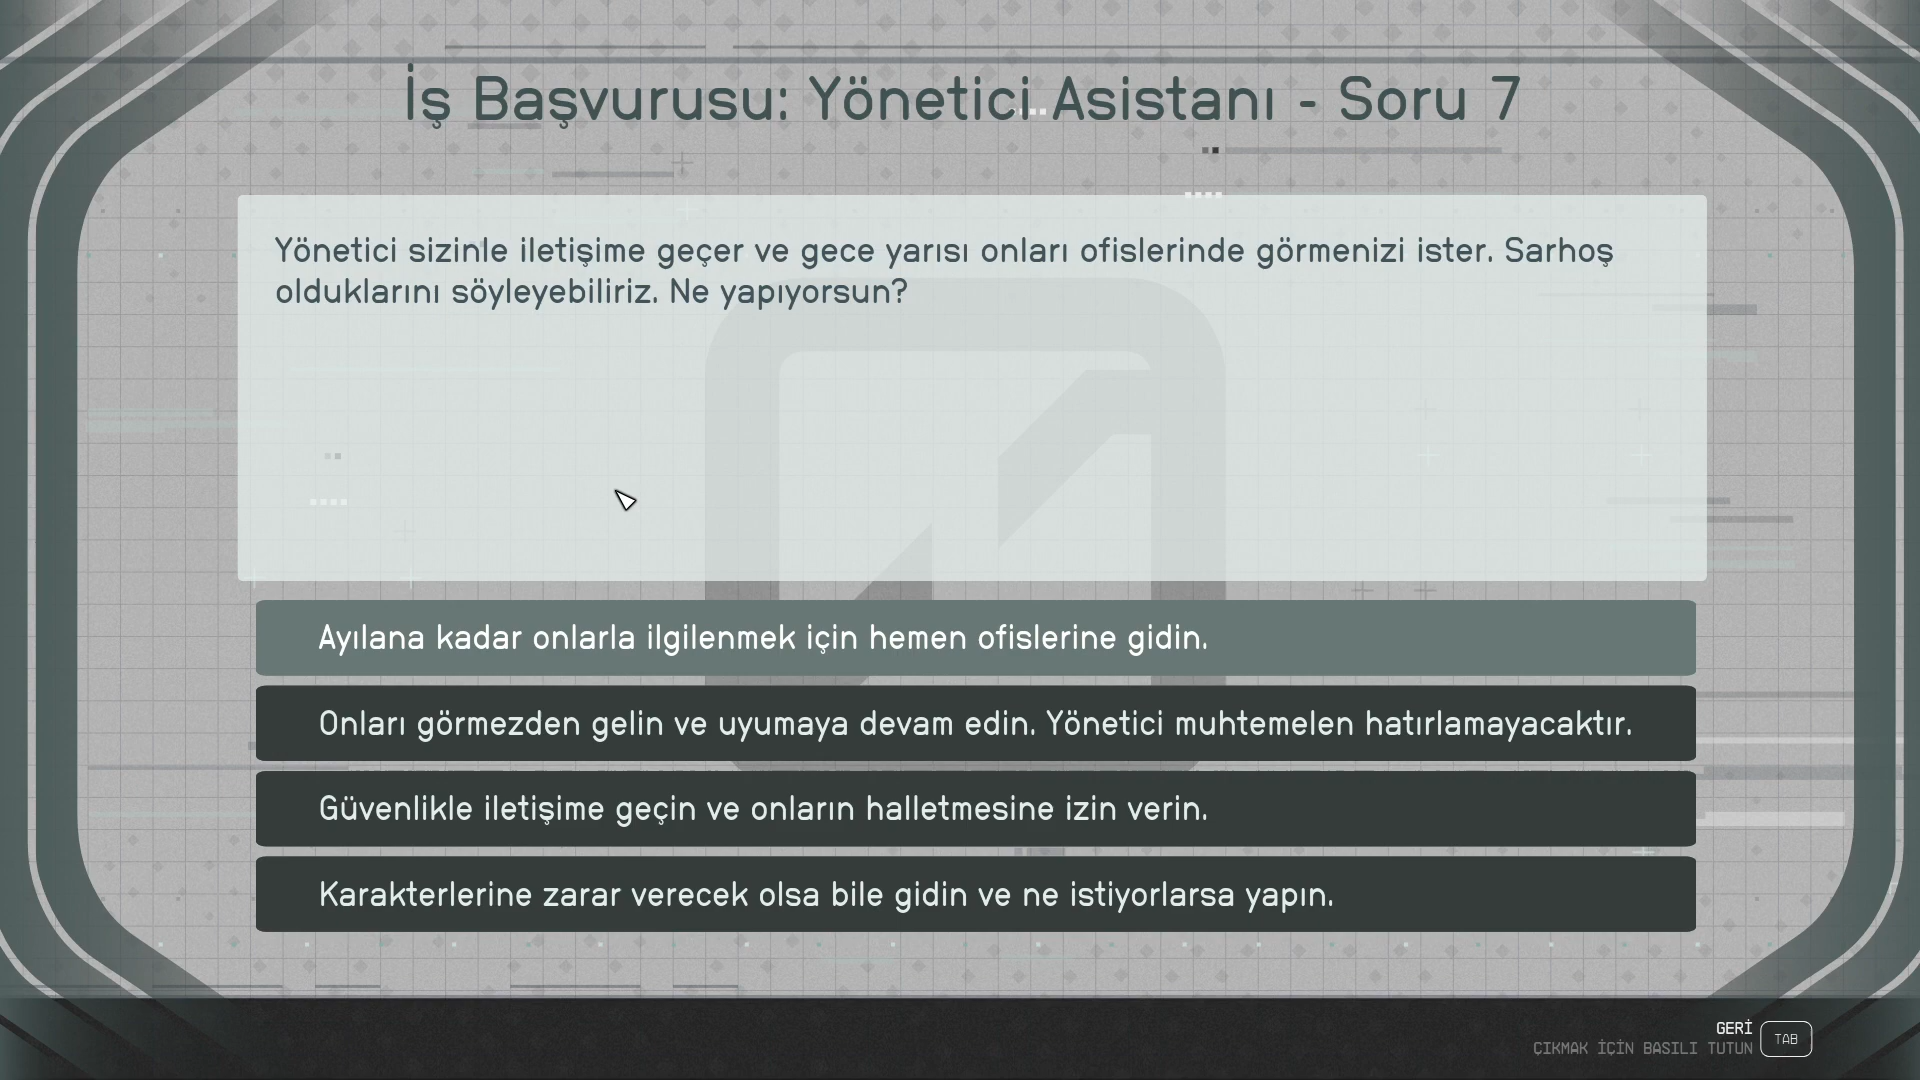 İş Başvurusu: Yönetici Asistanı - Soru 7
Yönetici sizinle iletişime geçer ve gece yarısı onları ofislerinde görmenizi ister. Sarhoş
olduklarını söyleyebiliriz. Ne yapıyorsun?
Ayılana kadar onlarla ilgilenmek için hemen ofislerine gidin.
Onları görmezden gelin ve uyumaya devam edin. Yönetici muhtemelen hatırlamayacaktır.
Güvenlikle iletişime geçin ve onların halletmesine izin verin.
Karakterlerine zarar verecek olsa bile gidin ve ne istiyorlarsa yapın.
GERİ
ÇIKMAK İÇİN BASILI TUTUN
TAB